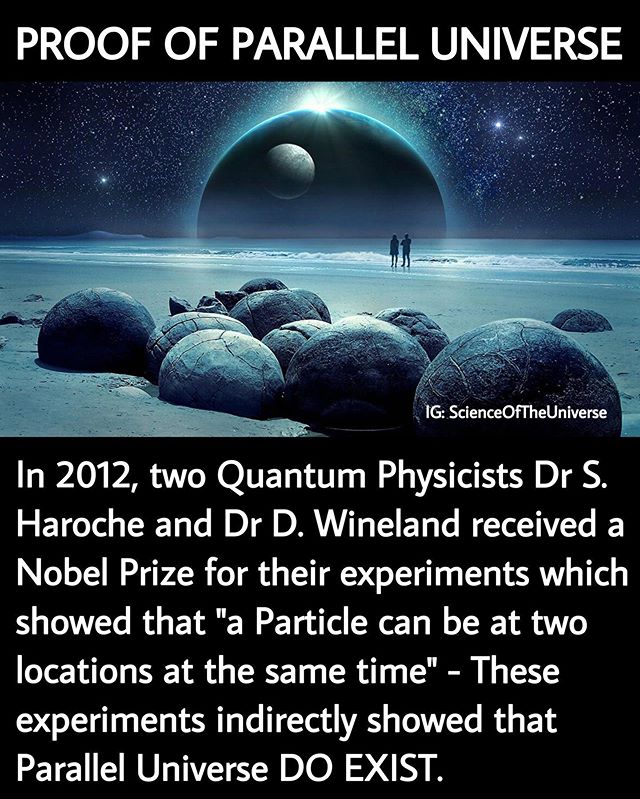 PROOF OF PARALLEL UNIVERSE
IG: ScienceOfTheUniverse
In 2012, two Quantum Physicists Dr S.
Haroche and Dr D. Wineland received a
Nobel Prize for their experiments which
showed that "a Particle can be at two
locations at the same time" - These
experiments indirectly showed that
Parallel Universe DO EXIST.